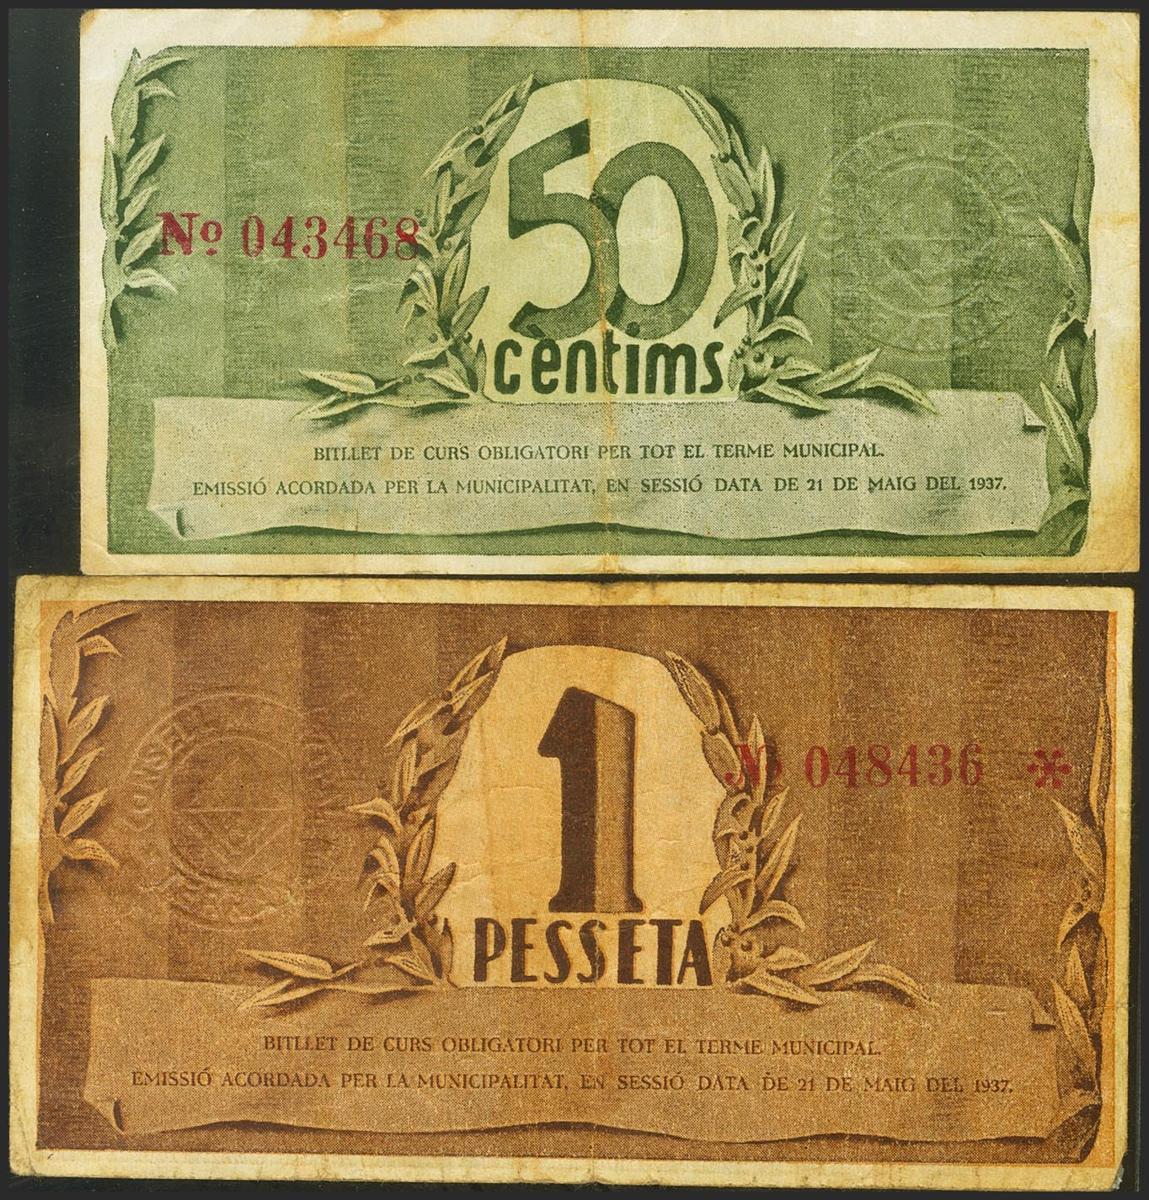 50
centims
Nº 043468
BITLLET DE CURS OBLIGATORI PER TOT EL TERME MUNICIPAL.
EMISSIÓ ACORDADA PER LA MUNICIPALITAT, EN SESSIÓ DATA DE 21 DE MAIG DEL 1937.
1
PESSETA
Nº 048436 *
CONSELL
BITLLET DE CURS OBLIGATORI PER TOT EL TERME MUNICIPAL.
EMISSIÓ ACORDADA PER LA MUNICIPALITAT, EN SESSIÓ DATA DE 21 DE MAIG DEL 1937.